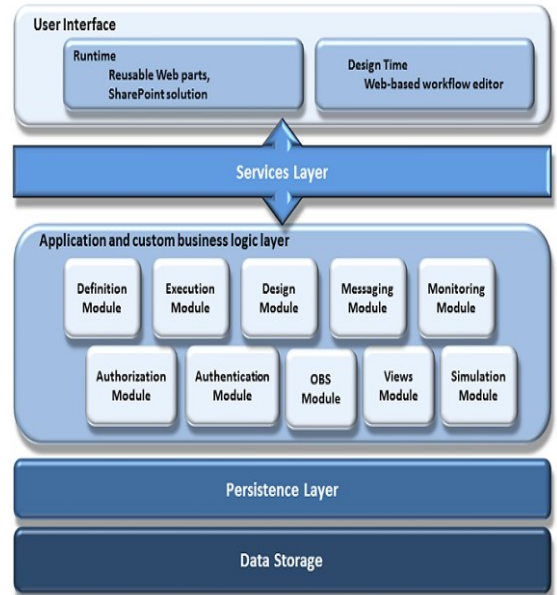 User Interface
Runtime
Reusable Web parts,
SharePoint solution
Design Time
Web-based workflow editor
Services Layer
Application and custom business logic layer
Definition
Module
Execution
Module
Design
Module
Messaging
Module
Monitoring
Module
Authorization
Module
Authentication
Module
OBS
Module
Views
Module
Simulation
Module
Persistence Layer
Data Storage